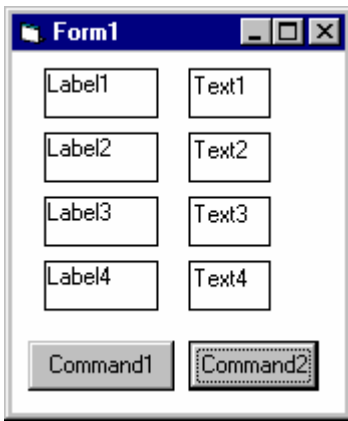 Form1
Label1 Text1
Label2 Text2
Label3 Text3
Label4 Text4
Command1 Command2